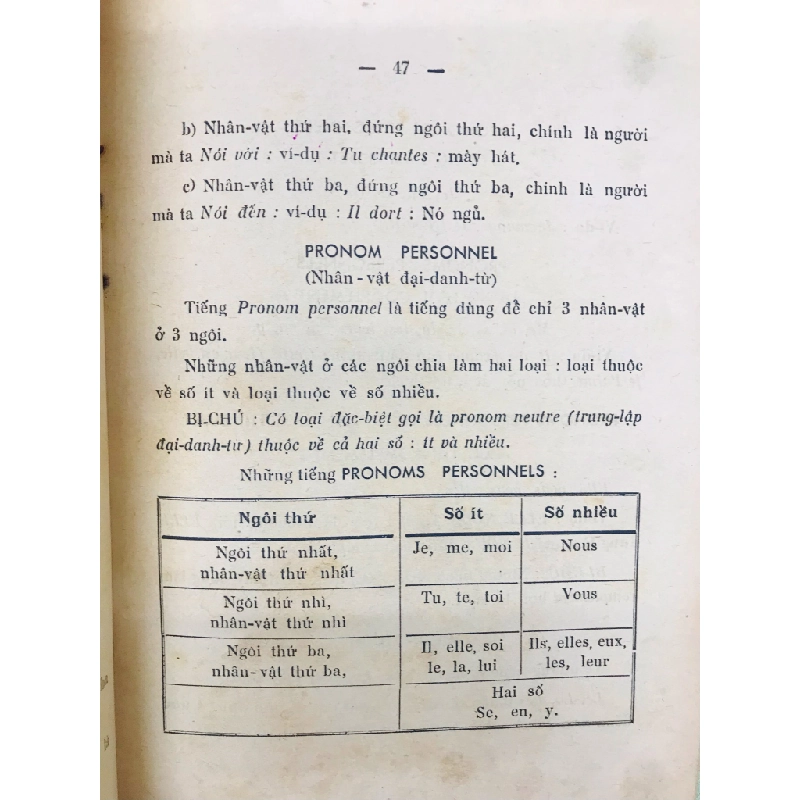 — 47 —
b) Nhân-vật thứ hai, đứng ngôi thứ hai, chính là người
mà ta Nói với : ví-dụ : Tu chantes : mày hát.
c) Nhân-vật thứ ba, đứng ngôi thứ ba, chinh là người
mà ta Nói đến : ví-dụ : Il dort : Nó ngủ.
PRONOM PERSONNEL
(Nhân-vật đại-danh-từ)
Tiếng Pronom personnel là tiếng dùng để chỉ 3 nhân-vật
ở 3 ngôi.
Những nhân-vật ở các ngôi chia làm hai loại : loại thuộc
về số ít và loại thuộc về số nhiều.
BỊ-CHÚ : Có loại đặc-biệt gọi là pronom neutre (trung-lập
đại-danh-từ) thuộc về cả hai số : ít và nhiều.
Những tiếng PRONOMS PERSONNELS :
Ngôi thứ Số ít Số nhiều
Ngôi thứ nhất, Je, me, moi Nous
nhân-vật thứ nhất
Ngôi thứ nhì, Tu, te, toi Vous
nhân-vật thứ nhì
Ngôi thứ ba, Il, elle, soi Ils, elles, eux,
nhân-vật thứ ba, le, la, lui les, leur
Hai số
Se, en, y.